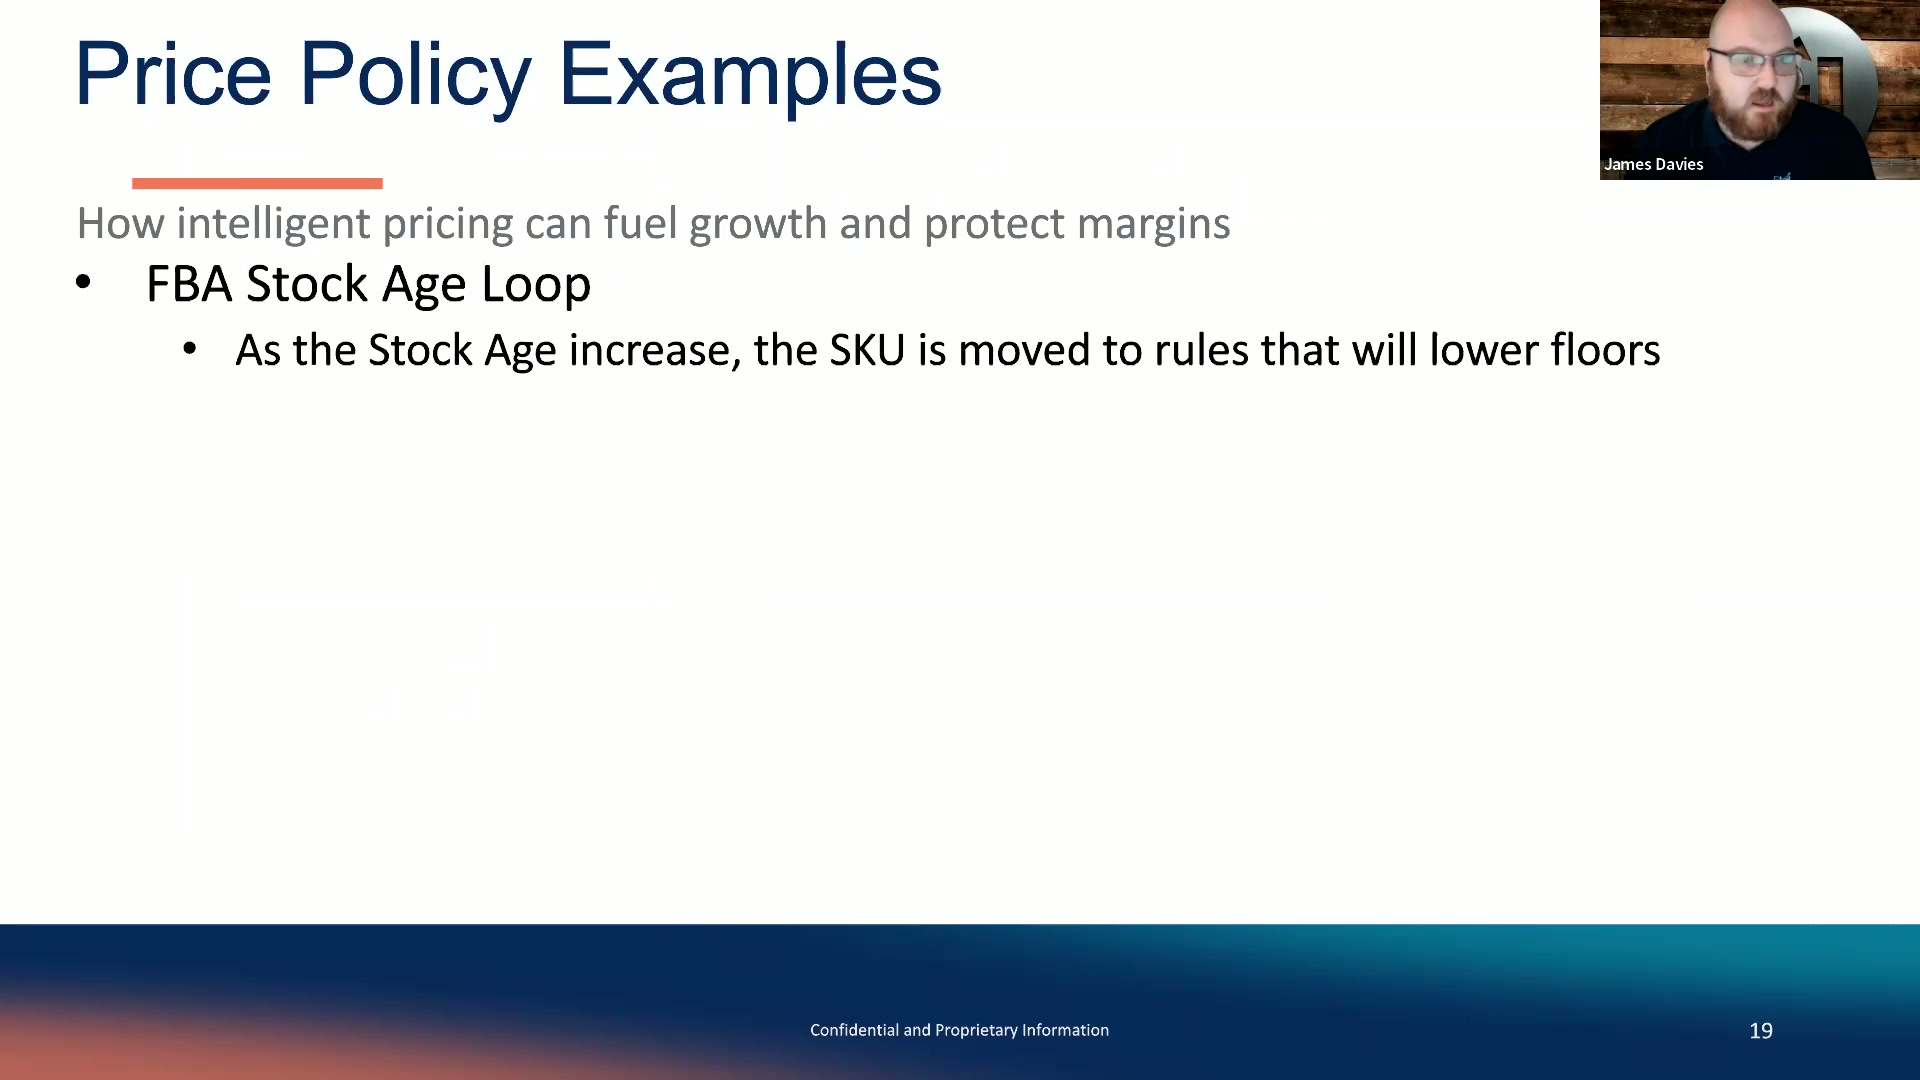 Price Policy Examples
James Davies
How intelligent pricing can fuel growth and protect margins
• FBA Stock Age Loop
• As the Stock Age increase, the SKU is moved to rules that will lower floors
Confidential and Proprietary Information
19